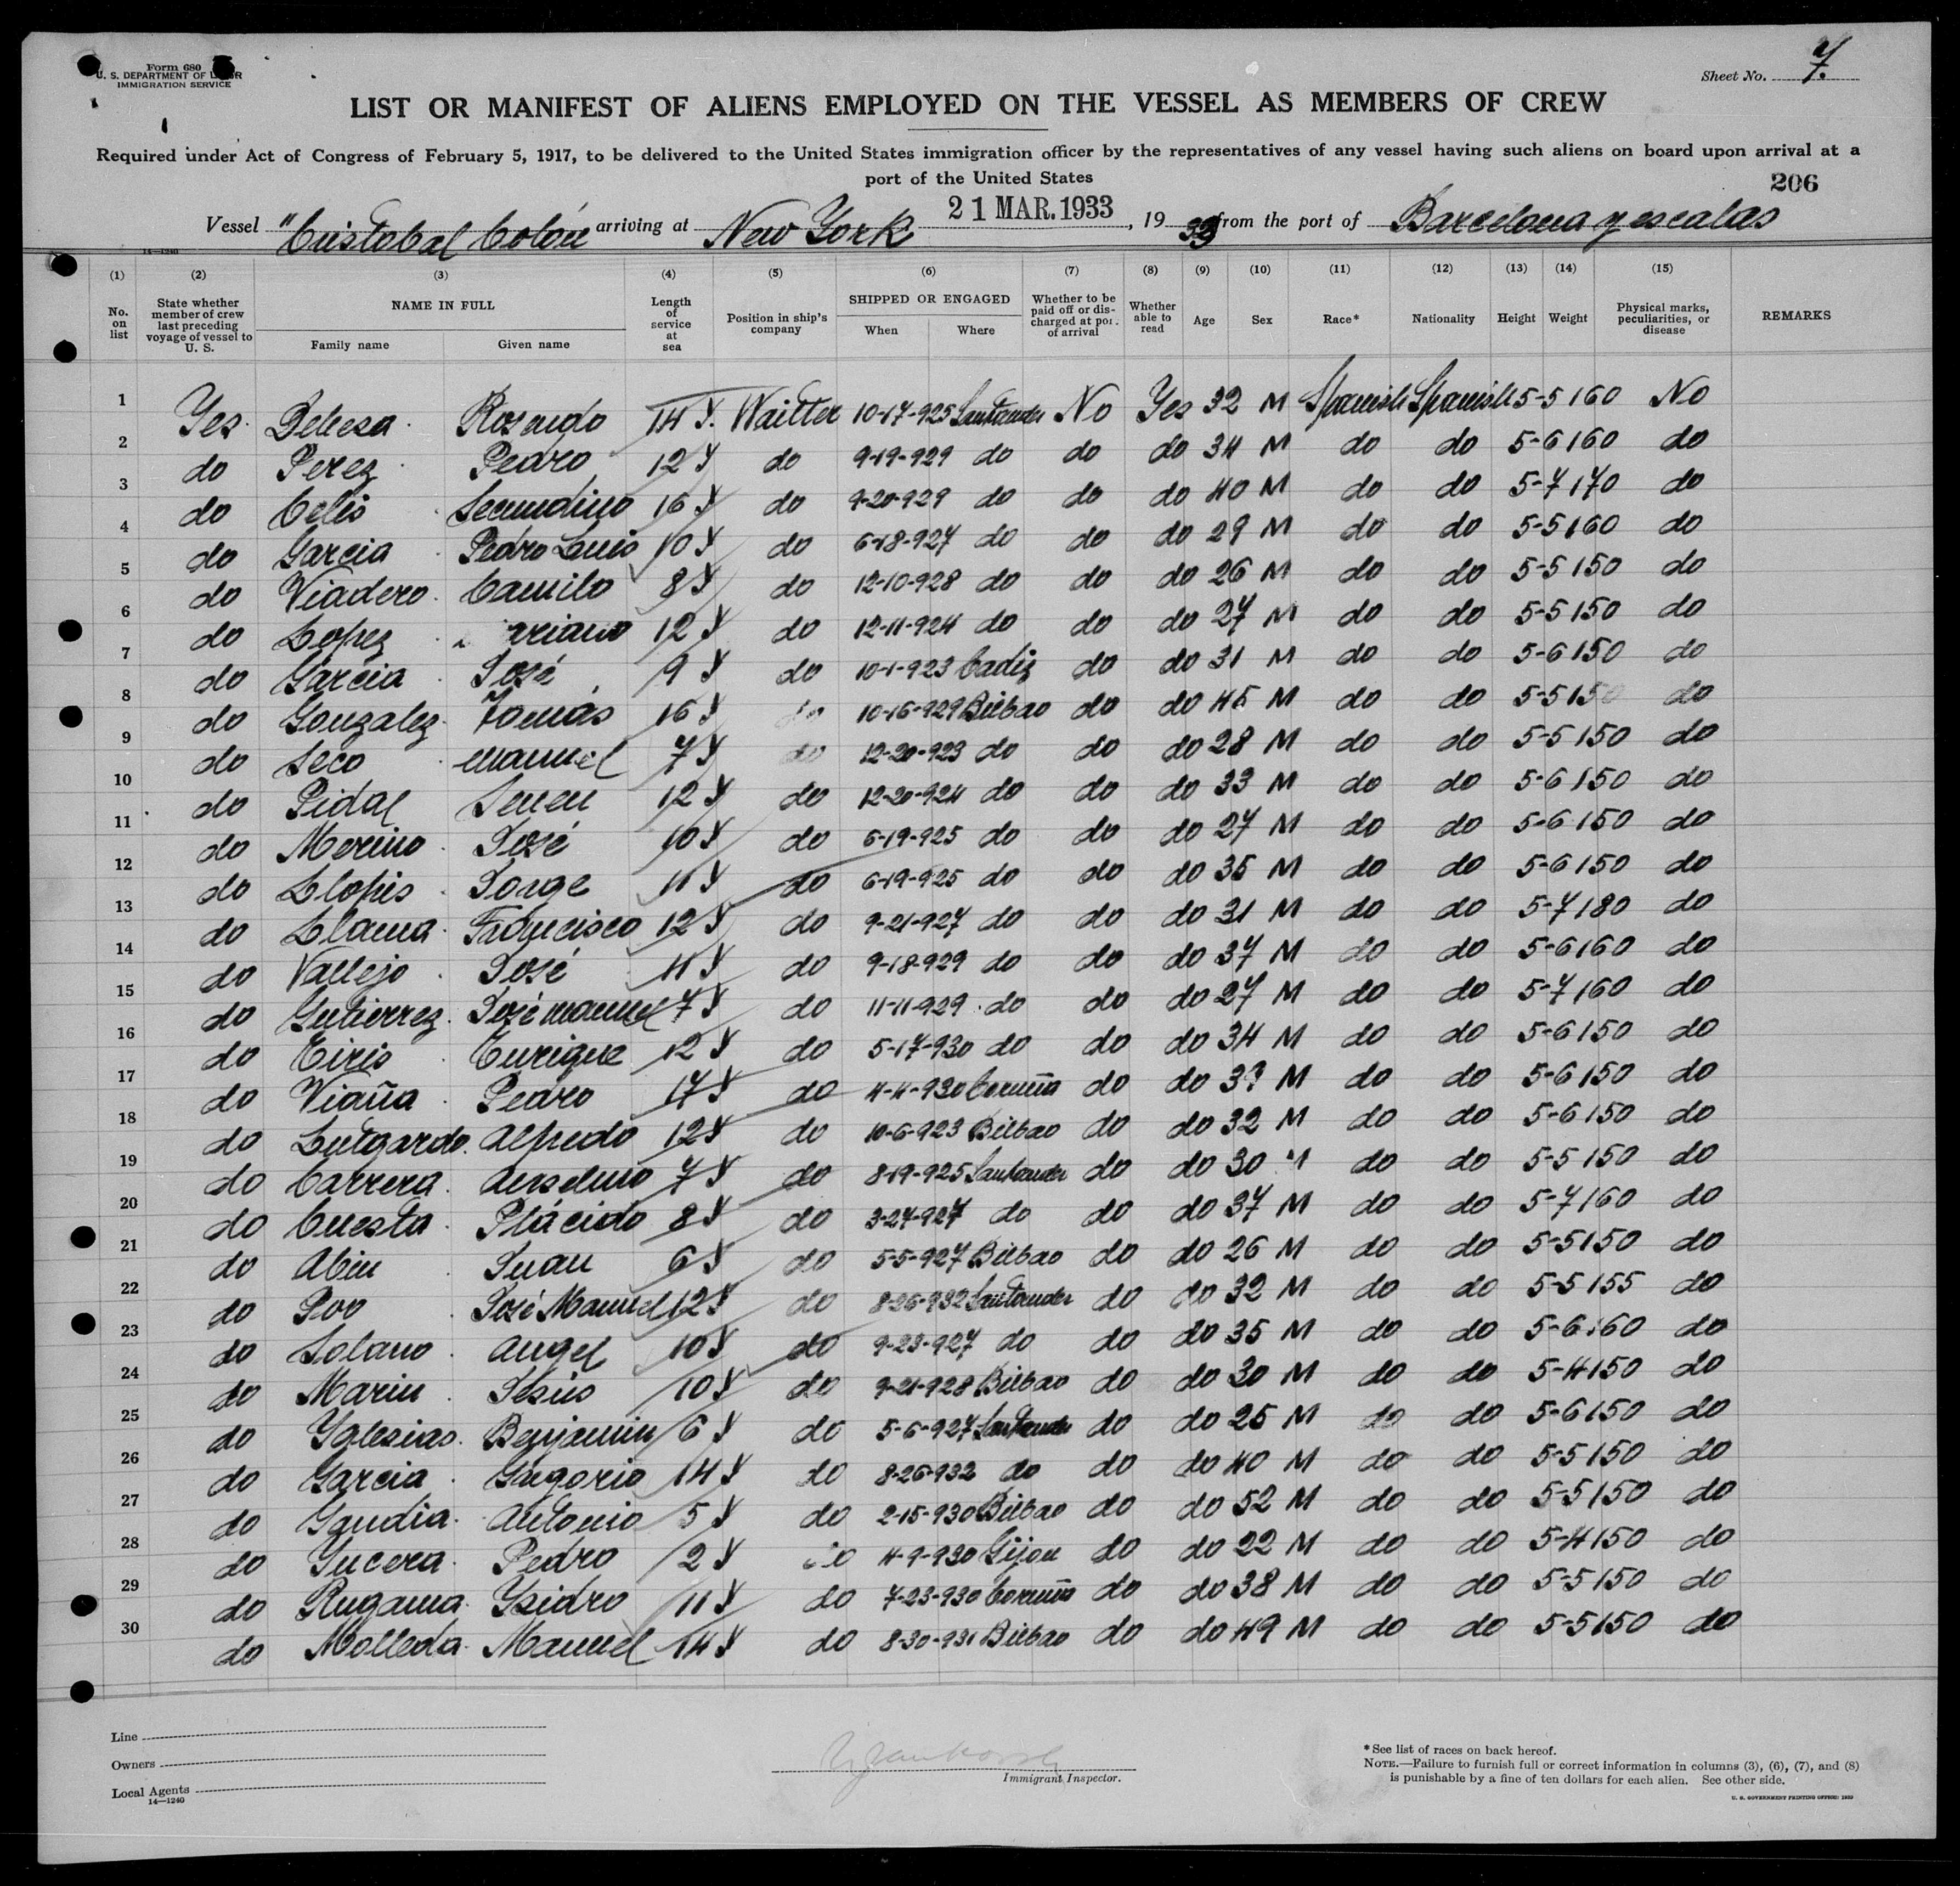 Form 680
U. S. DEPARTMENT OF LABOR
IMMIGRATION SERVICE
Sheet No. 7.
LIST OR MANIFEST OF ALIENS EMPLOYED ON THE VESSEL AS MEMBERS OF CREW
Required under Act of Congress of February 5, 1917, to be delivered to the United States immigration officer by the representatives of any vessel having such aliens on board upon arrival at a
port of the United States
206
Vessel "Cristobal Colón arriving at New York 21 MAR. 1933, 19 33 from the port of Barcelona y escalas
14—1240
(1) (2) (3) (4) (5) (6) (7) (8) (9) (10) (11) (12) (13) (14) (15)
No. on list State whether member of crew last preceding voyage of vessel to U. S. NAME IN FULL Family name Given name Length of service at sea Position in ship's company SHIPPED OR ENGAGED When Where Whether to be paid off or discharged at port of arrival Whether able to read Age Sex Race* Nationality Height Weight Physical marks, peculiarities, or disease REMARKS
1 Yes Dehesa Rosendo 14 Y. Waitter 10-17-925 Santander No Yes 32 M Spanish Spanish 5-5 160 No
2 do Perez Pedro 12 Y do 9-19-929 do do do 34 M do do 5-6 160 do
3 do Celis Secundino 16 Y do 9-20-929 do do do 40 M do do 5-7 170 do
4 do Garcia Pedro Luis 10 Y do 6-18-927 do do do 29 M do do 5-5 160 do
5 do Viadero Camilo 8 Y do 12-10-928 do do do 26 M do do 5-5 150 do
6 do Lopez ariano 12 Y do 12-11-924 do do do 27 M do do 5-5 150 do
7 do Garcia José 9 Y do 10-1-923 Cadiz do do 31 M do do 5-6 150 do
8 do Gonzalez Tomás 16 Y do 10-16-929 Bilbao do do 45 M do do 5-5 150 do
9 do Seco Manuel 7 Y do 12-20-923 do do do 28 M do do 5-5 150 do
10 do Pidal Senen 12 Y do 12-20-924 do do do 33 M do do 5-6 150 do
11 do Merino José 10 Y do 6-19-925 do do do 27 M do do 5-6 150 do
12 do Llopis Jorge 11 Y do 6-19-925 do do do 35 M do do 5-6 150 do
13 do Llama Francisco 12 Y do 9-21-927 do do do 31 M do do 5-7 180 do
14 do Vallejo José 11 Y do 9-18-929 do do do 37 M do do 5-6 160 do
15 do Gutierrez José Manuel 7 Y do 11-11-929 do do do 27 M do do 5-7 160 do
16 do Eiris Enrique 12 Y do 5-17-930 do do do 34 M do do 5-6 150 do
17 do Viaña Pedro 17 Y do 4-4-930 Coruña do do 33 M do do 5-6 150 do
18 do Lutgardo Alfredo 12 Y do 10-6-923 Bilbao do do 32 M do do 5-6 150 do
19 do Carrera Anselmo 7 Y do 8-19-925 Santander do do 30 M do do 5-5 150 do
20 do Cuesta Plácido 8 Y do 3-27-927 do do do 37 M do do 5-7 160 do
21 do Abin Juan 6 Y do 5-5-927 Bilbao do do 26 M do do 5-5 150 do
22 do Poo José Manuel 12 Y do 8-26-932 Santander do do 32 M do do 5-5 155 do
23 do Solano Angel 10 Y do 9-23-927 do do do 35 M do do 5-6 160 do
24 do Marin Jesús 10 Y do 9-21-928 Bilbao do do 30 M do do 5-4 150 do
25 do Yglesias Benjamin 6 Y do 5-6-927 Santander do do 25 M do do 5-6 150 do
26 do Garcia Gregorio 14 Y do 8-26-932 do do do 40 M do do 5-5 150 do
27 do Gandia Antonio 5 Y do 2-15-930 Bilbao do do 52 M do do 5-5 150 do
28 do Yucera Pedro 2 Y do 4-9-930 Gijon do do 22 M do do 5-4 150 do
29 do Rugama Ysidro 11 Y do 7-23-930 Coruña do do 38 M do do 5-5 150 do
30 do Molleda Manuel 14 Y do 8-30-931 Bilbao do do 49 M do do 5-5 150 do
Line
Owners
Local Agents
14—1240
Immigrant Inspector.
*See list of races on back hereof.
NOTE.—Failure to furnish full or correct information in columns (3), (6), (7), and (8)
is punishable by a fine of ten dollars for each alien. See other side.